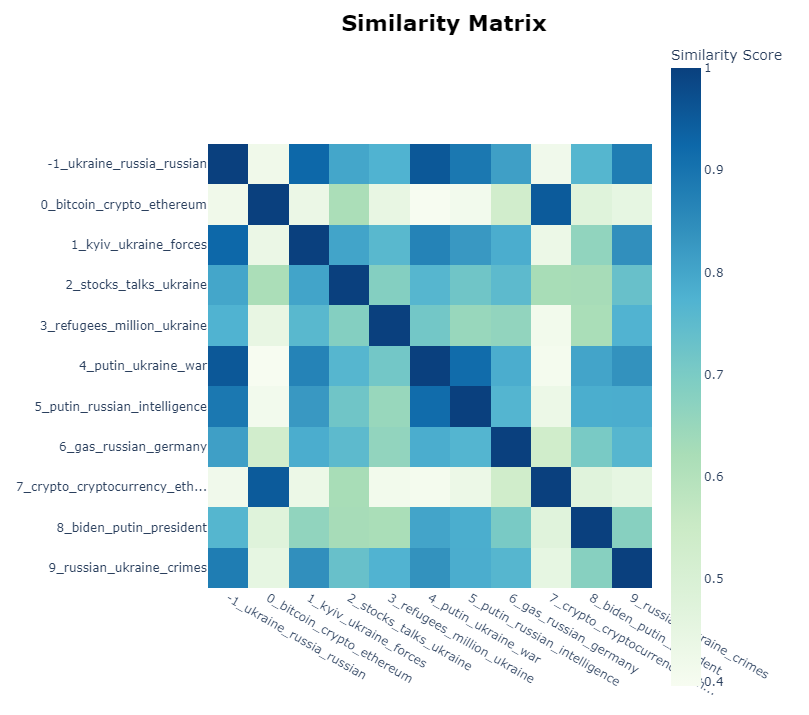 Similarity Matrix
Similarity Score
1
0.9
0.8
0.7
0.6
0.5
0.4
-1_ukraine_russia_russian
0_bitcoin_crypto_ethereum
1_kyiv_ukraine_forces
2_stocks_talks_ukraine
3_refugees_million_ukraine
4_putin_ukraine_war
5_putin_russian_intelligence
6_gas_russian_germany
7_crypto_cryptocurrency_eth...
8_biden_putin_president
9_russian_ukraine_crimes
-1_ukraine_russia_russian
0_bitcoin_crypto_ethereum
1_kyiv_ukraine_forces
2_stocks_talks_ukraine
3_refugees_million_ukraine
4_putin_ukraine_war
5_putin_russian_intelligence
6_gas_russian_germany